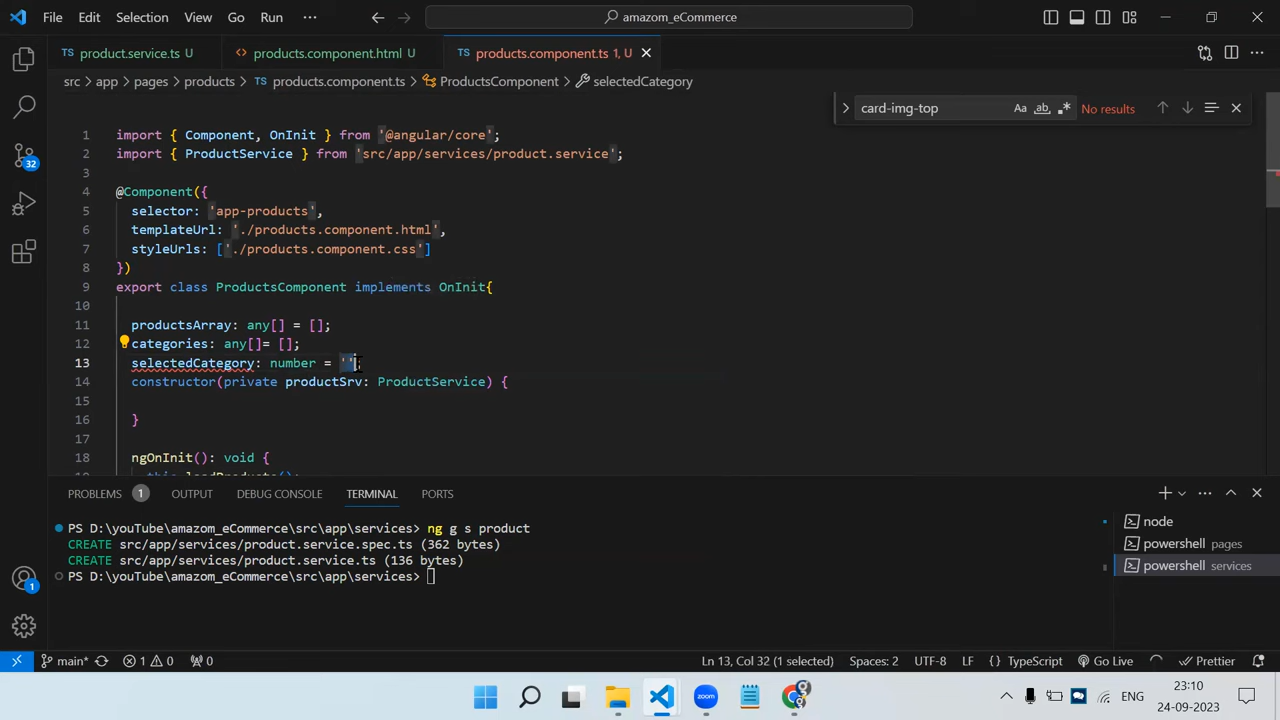 File Edit Selection View Go Run ··· amazom_eCommerce
product.service.ts U products.component.html U products.component.ts 1, U
src > app > pages > products > products.component.ts > ProductsComponent > selectedCategory
card-img-top Aa ab .* No results
1 import { Component, OnInit } from '@angular/core';
2 import { ProductService } from 'src/app/services/product.service';
3
4 @Component({
5 selector: 'app-products',
6 templateUrl: './products.component.html',
7 styleUrls: ['./products.component.css']
8 })
9 export class ProductsComponent implements OnInit{
10
11 productsArray: any[] = [];
12 categories: any[]= [];
13 selectedCategory: number = '';
14 constructor(private productSrv: ProductService) {
15
16 }
17
18 ngOnInit(): void {
PROBLEMS 1 OUTPUT DEBUG CONSOLE TERMINAL PORTS
PS D:\youTube\amazom_eCommerce\src\app\services> ng g s product
CREATE src/app/services/product.service.spec.ts (362 bytes)
CREATE src/app/services/product.service.ts (136 bytes)
PS D:\youTube\amazom_eCommerce\src\app\services>
node
powershell pages
powershell services
32
1
main* 1 0 0 Ln 13, Col 32 (1 selected) Spaces: 2 UTF-8 LF {} TypeScript Go Live Prettier
ENG 23:10
24-09-2023